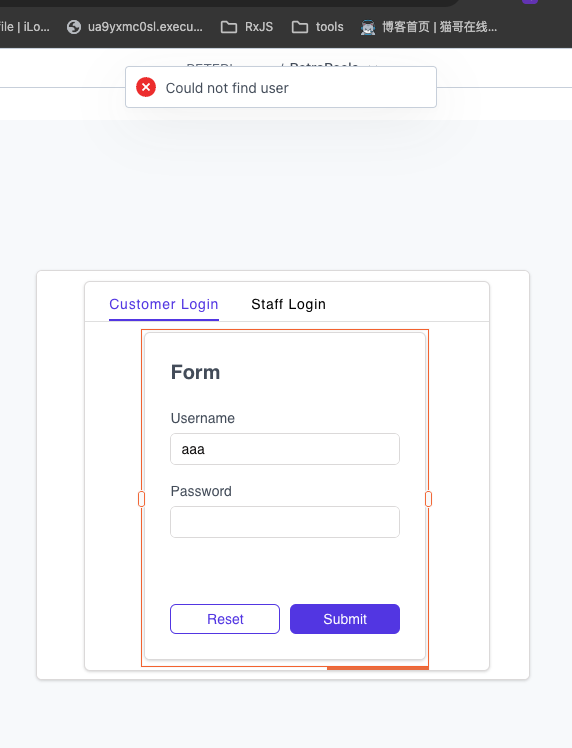 ile | iLo... ua9yxmc0sl.execu... RxJS tools 博客首页 | 猫哥在线...
Could not find user
Customer Login Staff Login
Form
Username
aaa
Password
Reset Submit